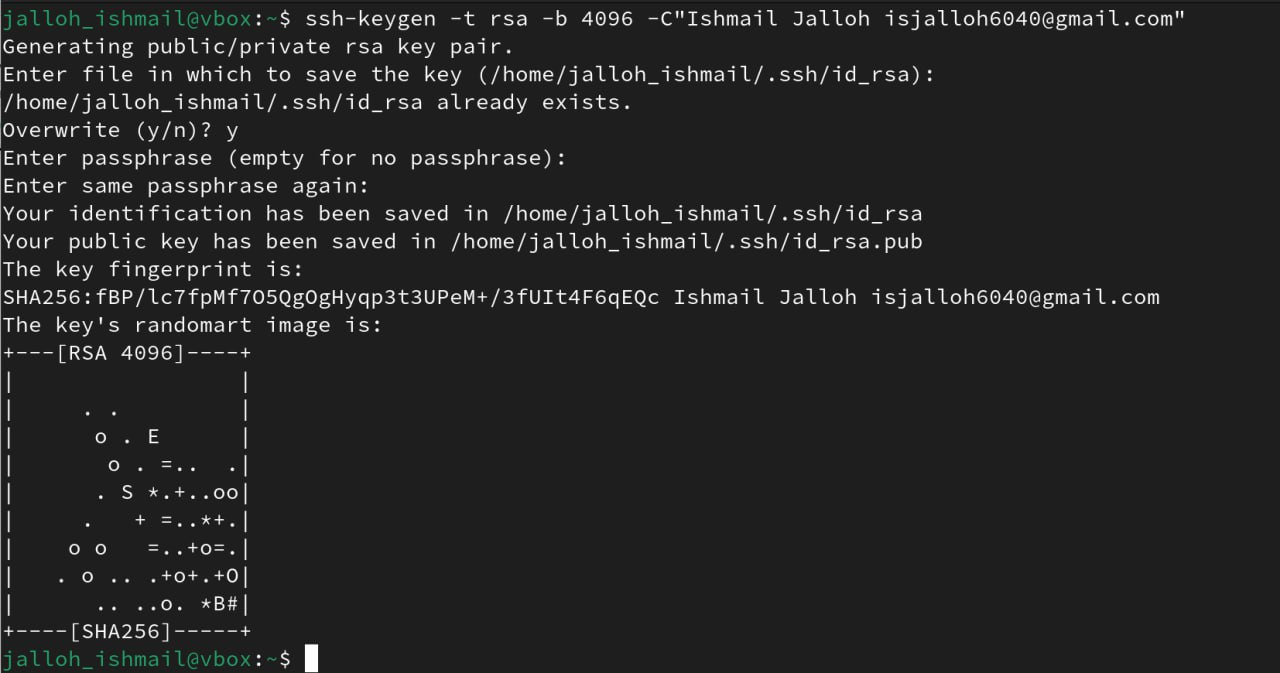 jalloh_ishmail@vbox:~$ ssh-keygen -t rsa -b 4096 -C"Ishmail Jalloh isjalloh6040@gmail.com"
Generating public/private rsa key pair.
Enter file in which to save the key (/home/jalloh_ishmail/.ssh/id_rsa):
/home/jalloh_ishmail/.ssh/id_rsa already exists.
Overwrite (y/n)? y
Enter passphrase (empty for no passphrase):
Enter same passphrase again:
Your identification has been saved in /home/jalloh_ishmail/.ssh/id_rsa
Your public key has been saved in /home/jalloh_ishmail/.ssh/id_rsa.pub
The key fingerprint is:
SHA256:fBP/lc7fpMf7O5QgOgHyqp3t3UPeM+/3fUIt4F6qEQc Ishmail Jalloh isjalloh6040@gmail.com
The key's randomart image is:
+---[RSA 4096]----+
|                 |
|     . .         |
|      o . E      |
|       o . =..  .|
|      . S *.+..oo|
|     .   + =..*+.|
|    o o   =..+o=.|
|   . o .. .+o+.+O|
|      .. ..o. *B#|
+----[SHA256]-----+
jalloh_ishmail@vbox:~$